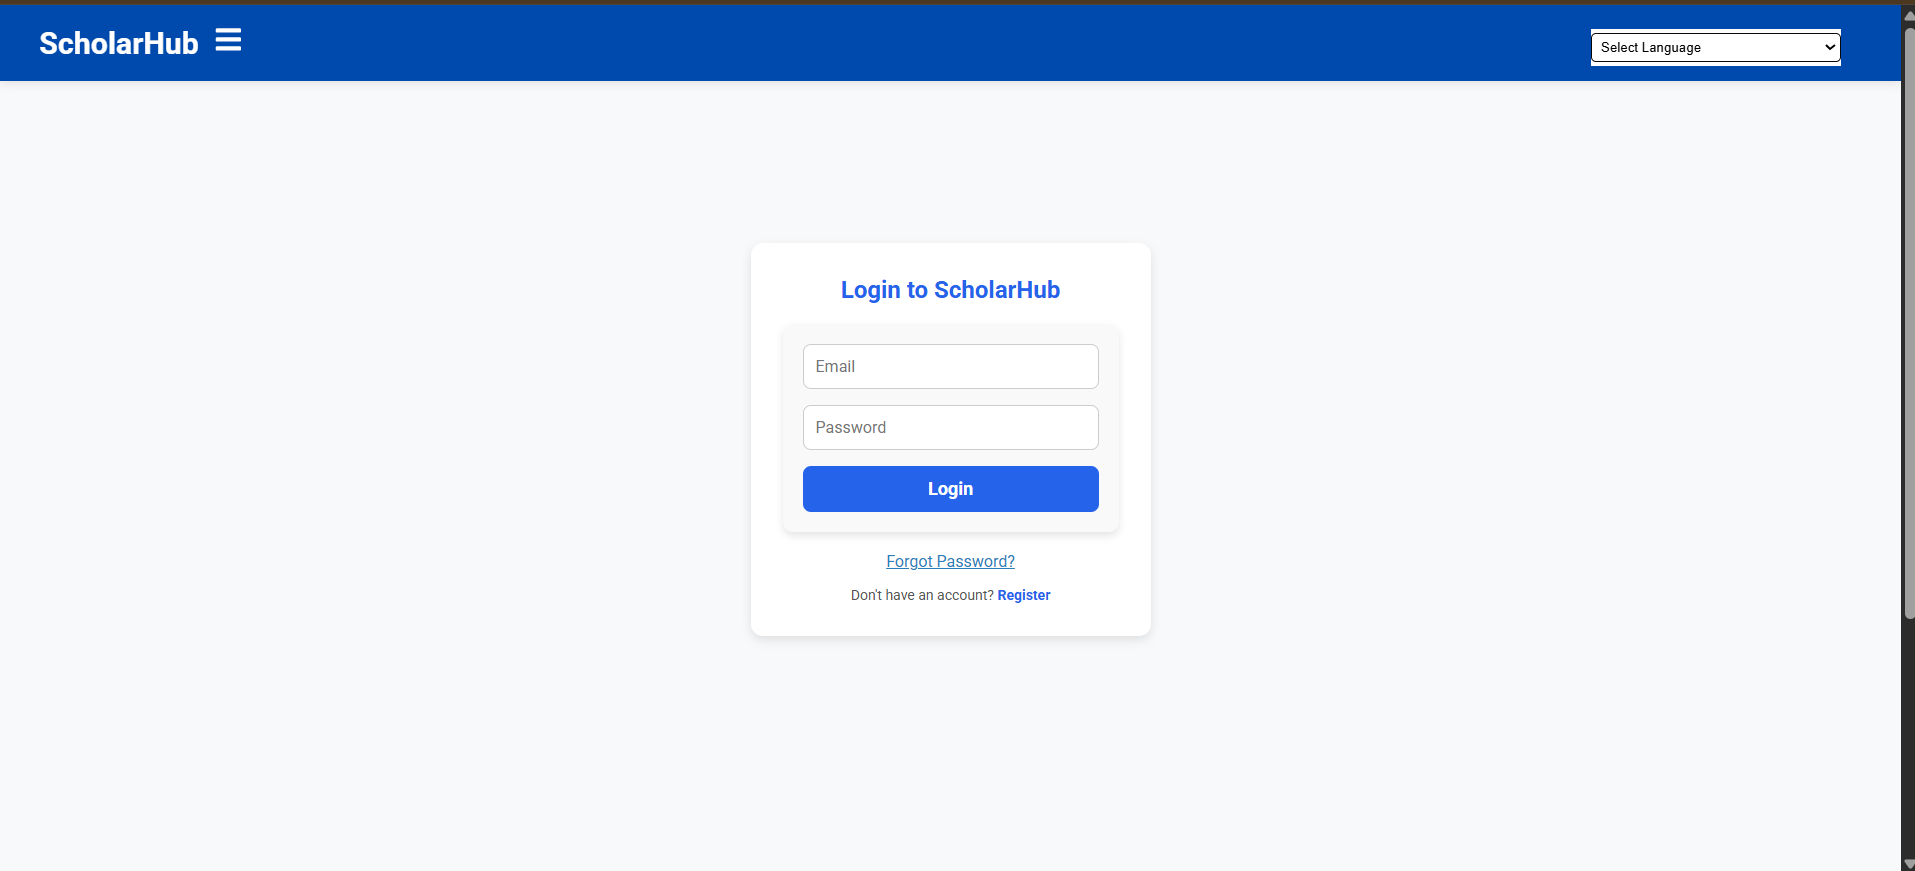 ScholarHub
Select Language
Login to ScholarHub
Email
Password
Login
Forgot Password?
Don't have an account? Register